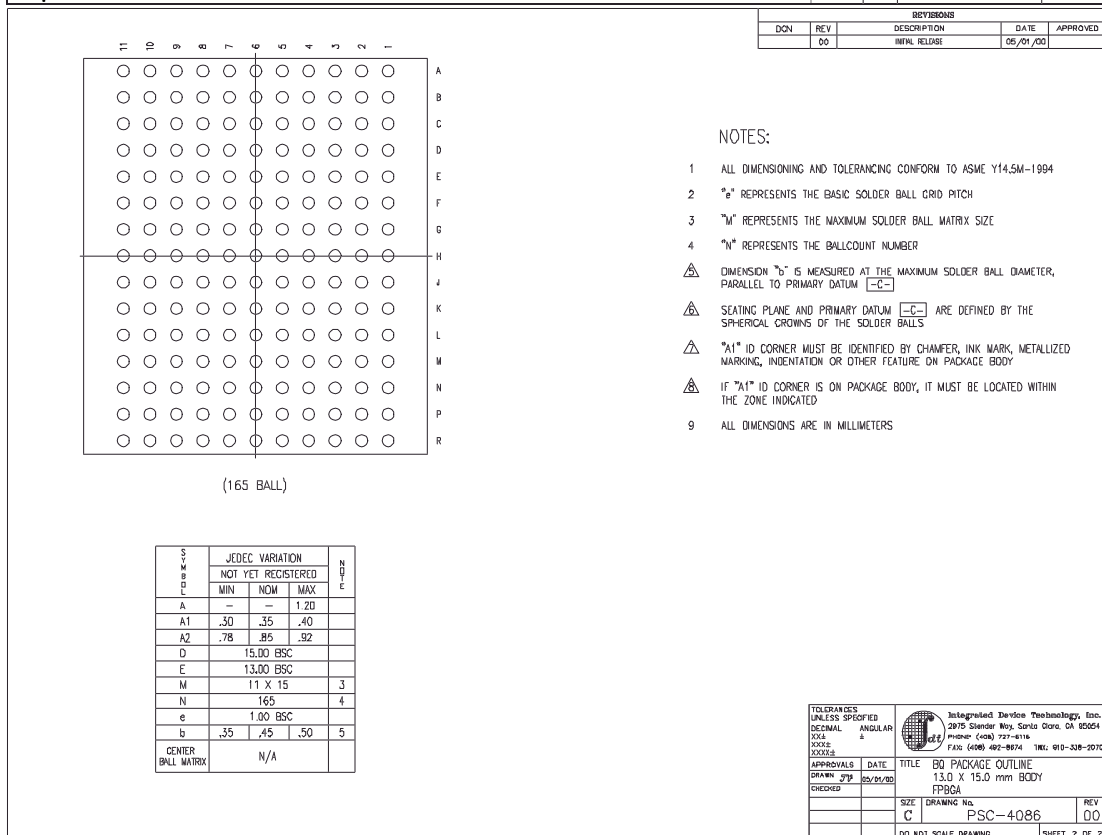 REVISIONS
DCN REV DESCRIPTION DATE APPROVED
00 INITIAL RELEASE 05/01/00
11 10 9 8 7 6 5 4 3 2 1
A
B
C
D
E
F
G
H
J
K
L
M
N
P
R
(165 BALL)
NOTES:
1 ALL DIMENSIONING AND TOLERANCING CONFORM TO ASME Y14.5M-1994
2 "e" REPRESENTS THE BASIC SOLDER BALL GRID PITCH
3 "M" REPRESENTS THE MAXIMUM SOLDER BALL MATRIX SIZE
4 "N" REPRESENTS THE BALLCOUNT NUMBER
5 DIMENSION "b" IS MEASURED AT THE MAXIMUM SOLDER BALL DIAMETER,
PARALLEL TO PRIMARY DATUM -C-
6 SEATING PLANE AND PRIMARY DATUM -C- ARE DEFINED BY THE
SPHERICAL CROWNS OF THE SOLDER BALLS
7 "A1" ID CORNER MUST BE IDENTIFIED BY CHAMFER, INK MARK, METALLIZED
MARKING, INDENTATION OR OTHER FEATURE ON PACKAGE BODY
8 IF "A1" ID CORNER IS ON PACKAGE BODY, IT MUST BE LOCATED WITHIN
THE ZONE INDICATED
9 ALL DIMENSIONS ARE IN MILLIMETERS
SYMBOL JEDEC VARIATION NOTE
NOT YET REGISTERED
MIN NOM MAX
A - - 1.20
A1 .30 .35 .40
A2 .78 .85 .92
D 15.00 BSC
E 13.00 BSC
M 11 X 15 3
N 165 4
e 1.00 BSC
b .35 .45 .50 5
CENTER
BALL MATRIX N/A
TOLERANCES
UNLESS SPECIFIED
DECIMAL ANGULAR
XX± ±
XXX±
XXXX±
idt
Integrated Device Technology, Inc.
2975 Stender Way, Santa Clara, CA 95054
PHONE: (408) 727-6116
FAX: (408) 492-8674 TWX: 910-338-2070
APPROVALS DATE
DRAWN 05/01/00
CHECKED
TITLE BQ PACKAGE OUTLINE
13.0 X 15.0 mm BODY
FPBGA
SIZE DRAWING No. REV
C PSC-4086 00
DO NOT SCALE DRAWING SHEET 2 OF 2